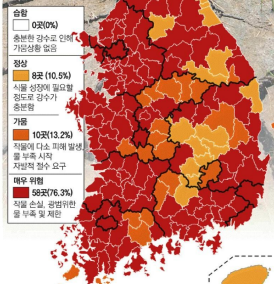 습함
0곳(0%)
충분한 강수로 인해
가뭄상황 없음
정상
8곳 (10.5%)
식물 성장에 필요할
정도로 강수가
충분함
가뭄
10곳(13.2%)
작물에 다소 피해 발생,
물 부족 시작
자발적 절수 요구
매우 위험
58곳(76.3%)
작물 손실, 광범위한
물 부족 및 제한